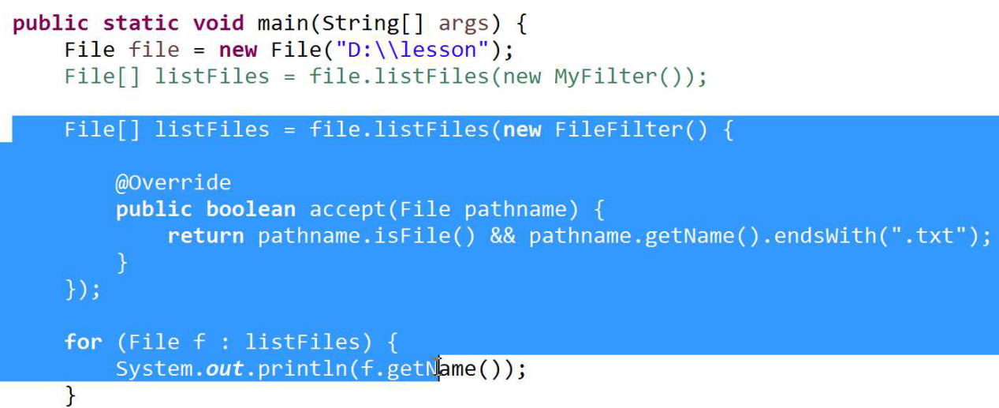 public static void main(String[] args) {
File file = new File("D:\\lesson");
File[] listFiles = file.listFiles(new MyFilter());
File[] listFiles = file.listFiles(new FileFilter() {
@Override
public boolean accept(File pathname) {
return pathname.isFile() && pathname.getName().endsWith(".txt");
}
});
for (File f : listFiles) {
System.out.println(f.getName());
}